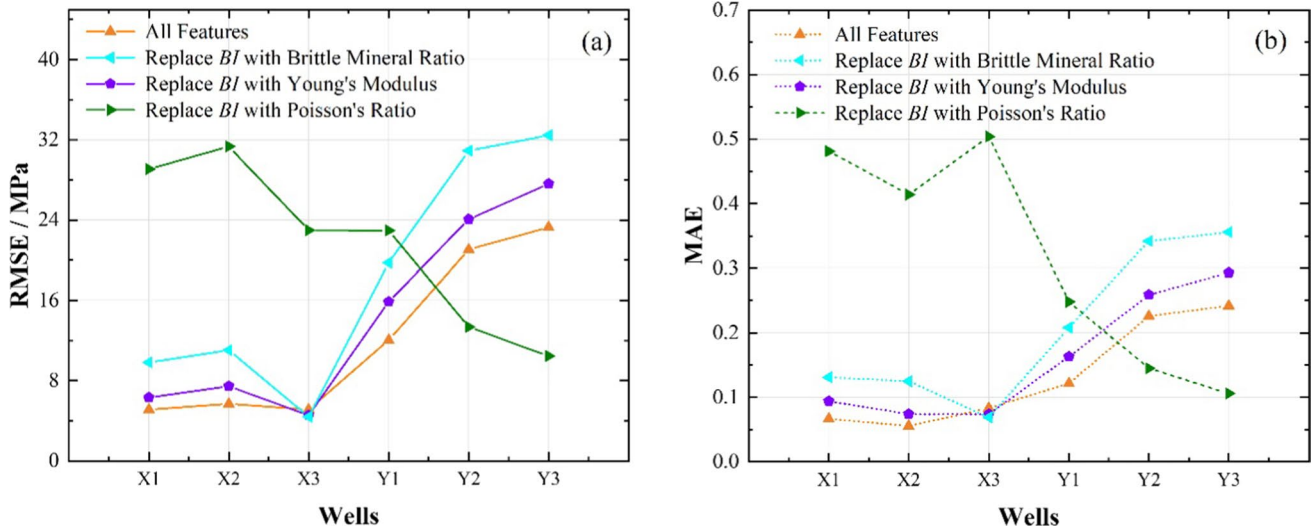 (a)
All Features
Replace BI with Brittle Mineral Ratio
Replace BI with Young's Modulus
Replace BI with Poisson's Ratio
RMSE / MPa
40
32
24
16
8
0
X1 X2 X3 Y1 Y2 Y3
Wells
(b)
All Features
Replace BI with Brittle Mineral Ratio
Replace BI with Young's Modulus
Replace BI with Poisson's Ratio
MAE
0.7
0.6
0.5
0.4
0.3
0.2
0.1
0.0
X1 X2 X3 Y1 Y2 Y3
Wells